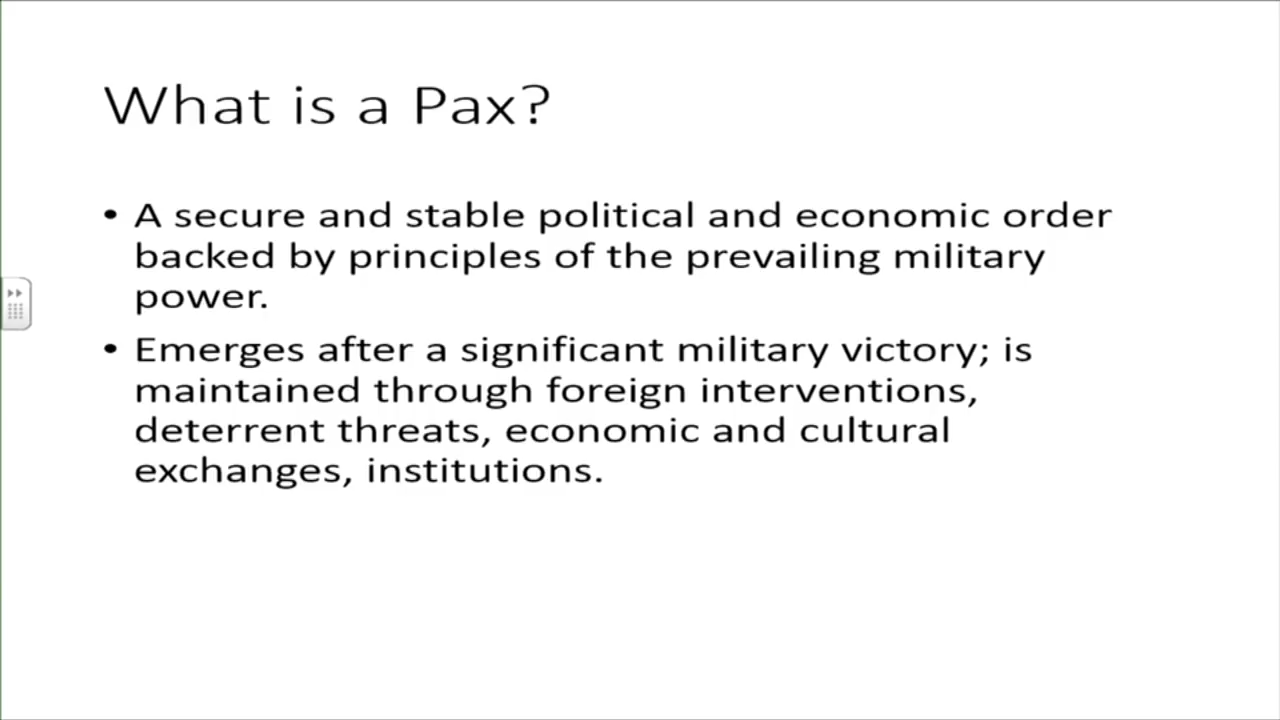 What is a Pax?
• A secure and stable political and economic order
backed by principles of the prevailing military
power.
• Emerges after a significant military victory; is
maintained through foreign interventions,
deterrent threats, economic and cultural
exchanges, institutions.